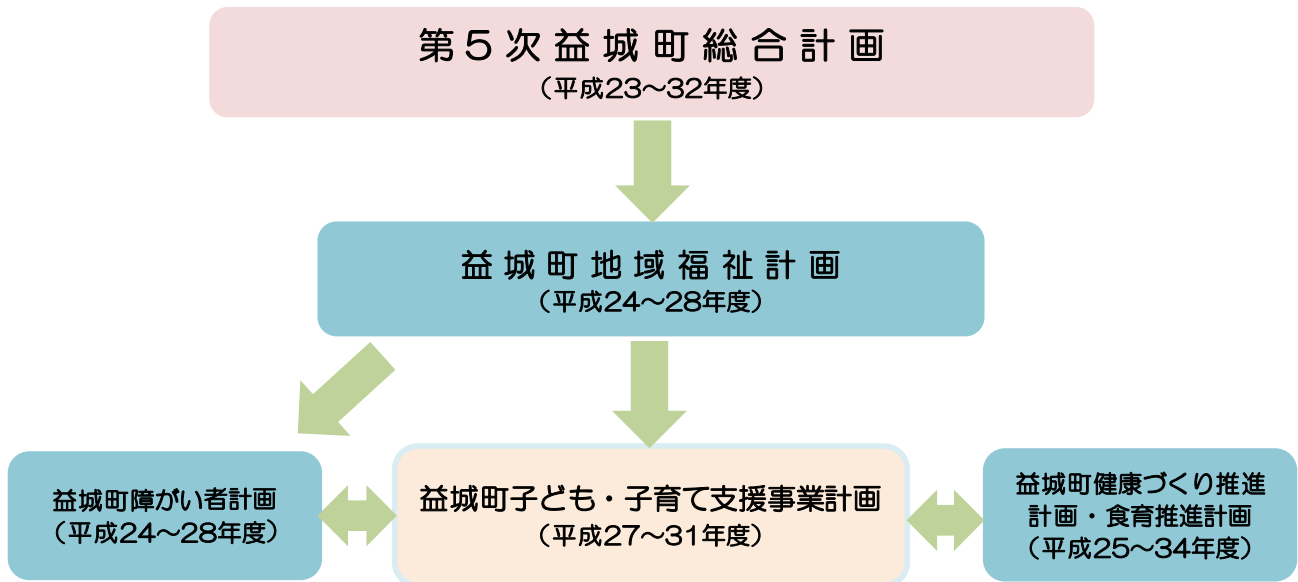 第５次益城町総合計画
（平成23～32年度）
益城町地域福祉計画
（平成24～28年度）
益城町障がい者計画
（平成24～28年度）
益城町子ども・子育て支援事業計画
（平成27～31年度）
益城町健康づくり推進
計画・食育推進計画
（平成25～34年度）